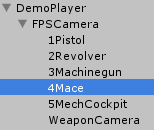 DemoPlayer
FPSCamera
1Pistol
2Revolver
3Machinegun
4Mace
5MechCockpit
WeaponCamera